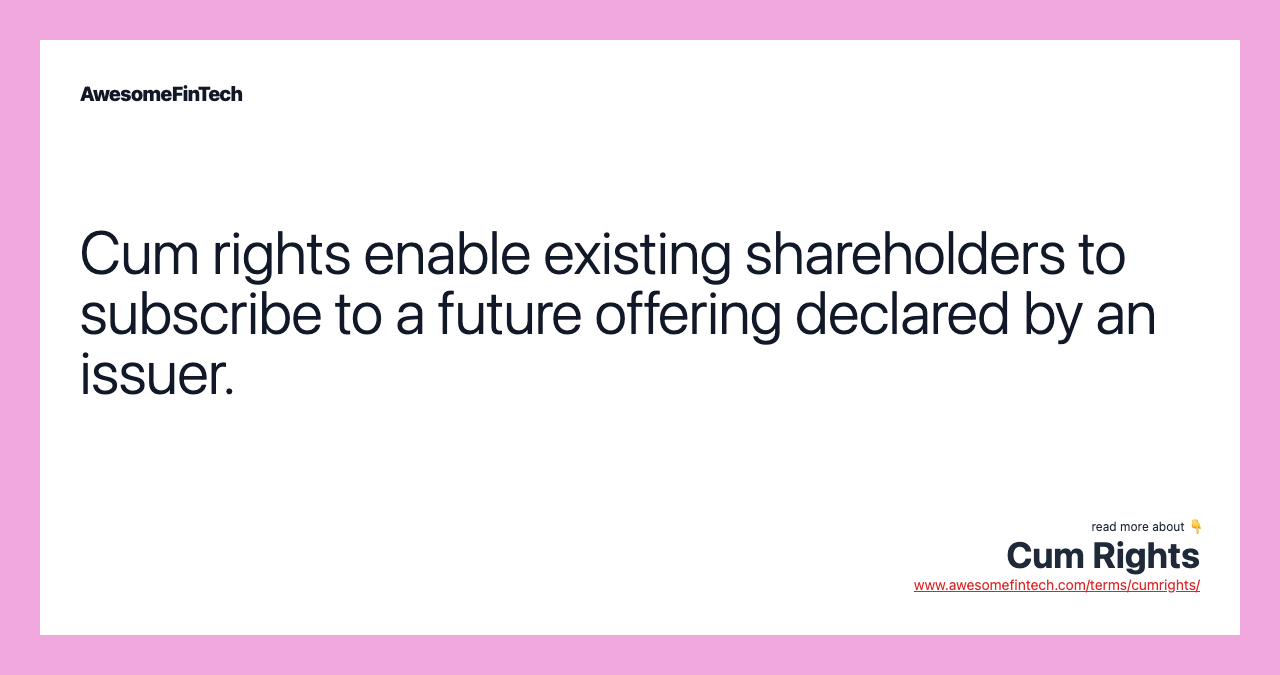 AwesomeFinTech
Cum rights enable existing shareholders to
subscribe to a future offering declared by an
issuer.
read more about 👇
Cum Rights
www.awesomefintech.com/terms/cumrights/